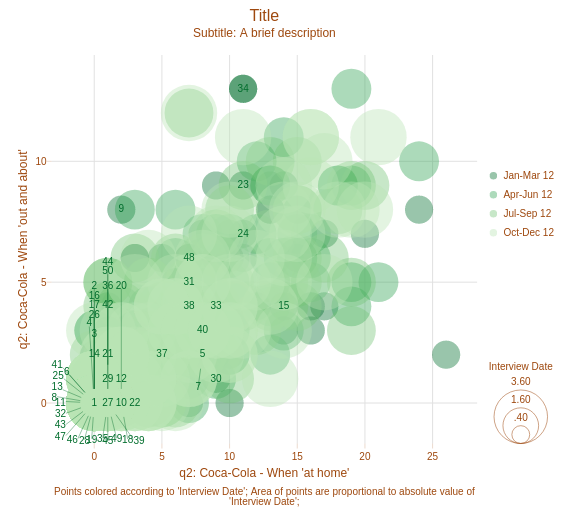 Title
Subtitle: A brief description
q2: Coca-Cola - When 'out and about'
10
5
0
34
23
9
24
48
44
50
2 36 20
31
16
17 42
38 33
15
26
4
3
40
14 21
37
5
41
6
25
29 12
30
13
7
8
11
1 27 10 22
32
43
47
46 28 19 35 45 49 18 39
0 5 10 15 20 25
q2: Coca-Cola - When 'at home'
Points colored according to 'Interview Date'; Area of points are proportional to absolute value of
'Interview Date';
Jan-Mar 12
Apr-Jun 12
Jul-Sep 12
Oct-Dec 12
Interview Date
3.60
1.60
.40